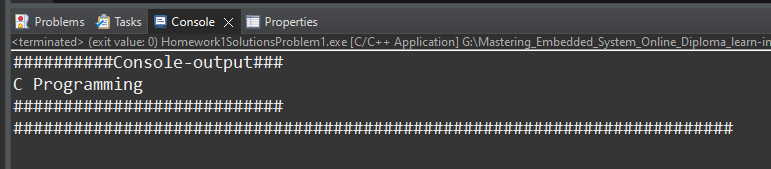 Problems Tasks Console Properties
<terminated> (exit value: 0) Homework1SolutionsProblem1.exe [C/C++ Application] G:\Mastering_Embedded_System_Online_Diploma_learn-in
##########Console-output###
C Programming
###########################
########################################################################